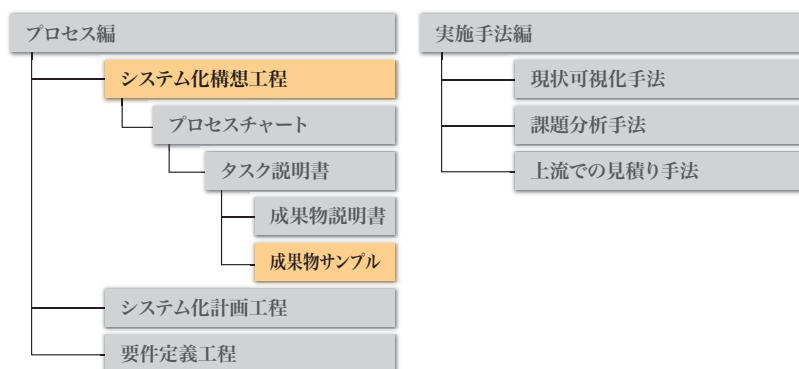 プロセス編
システム化構想工程
プロセスチャート
タスク説明書
成果物説明書
成果物サンプル
システム化計画工程
要件定義工程
実施手法編
現状可視化手法
課題分析手法
上流での見積り手法